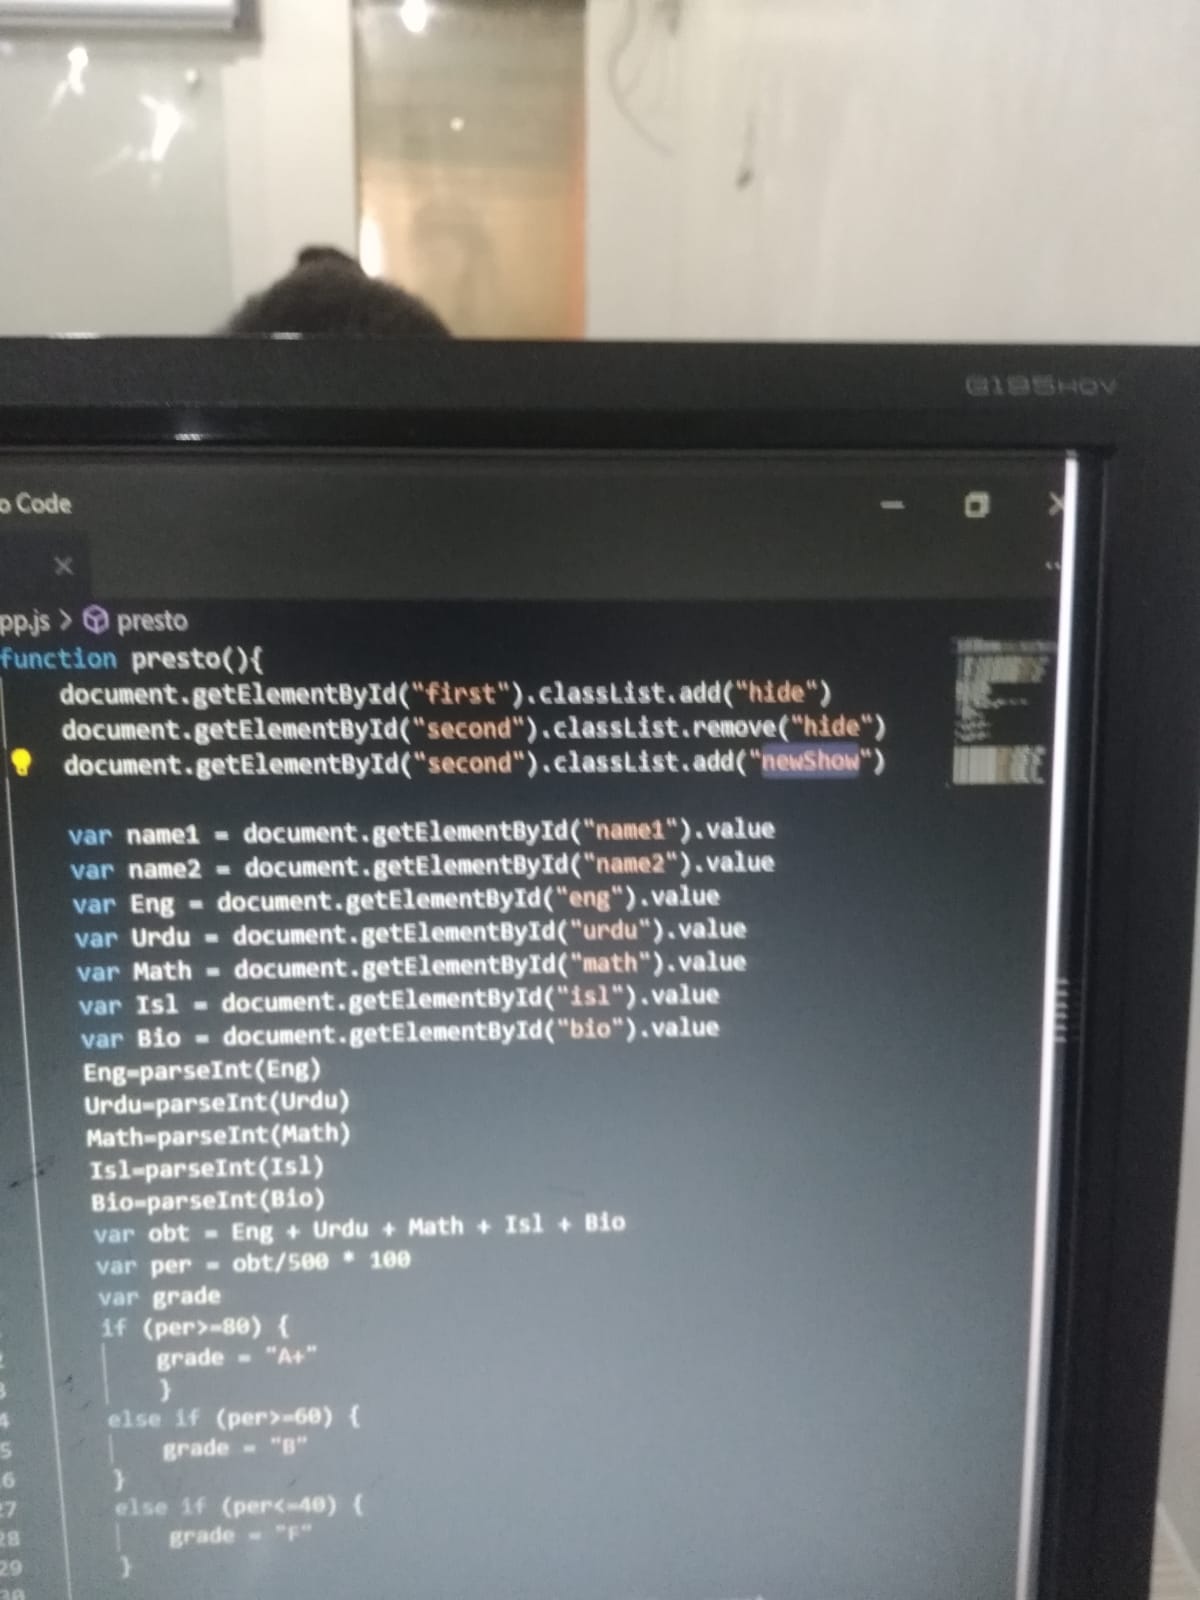 G185HQV
o Code
pp.js > presto
function presto(){
document.getElementById("first").classList.add("hide")
document.getElementById("second").classList.remove("hide")
document.getElementById("second").classList.add("newShow")
var name1 = document.getElementById("name1").value
var name2 = document.getElementById("name2").value
var Eng = document.getElementById("eng").value
var Urdu = document.getElementById("urdu").value
var Math = document.getElementById("math").value
var Isl = document.getElementById("isl").value
var Bio = document.getElementById("bio").value
Eng=parseInt(Eng)
Urdu=parseInt(Urdu)
Math=parseInt(Math)
Isl=parseInt(Isl)
Bio=parseInt(Bio)
var obt = Eng + Urdu + Math + Isl + Bio
var per = obt/500 * 100
var grade
if (per>=80) {
grade = "A+"
}
else if (per>=60) {
5 grade = "B"
6 }
27 else if (per<=40) {
28 grade = "F"
29 }
30